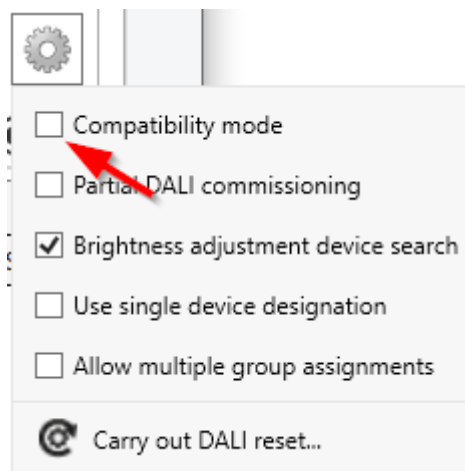 Compatibility mode
Partial DALI commissioning
Brightness adjustment device search
Use single device designation
Allow multiple group assignments
Carry out DALI reset...